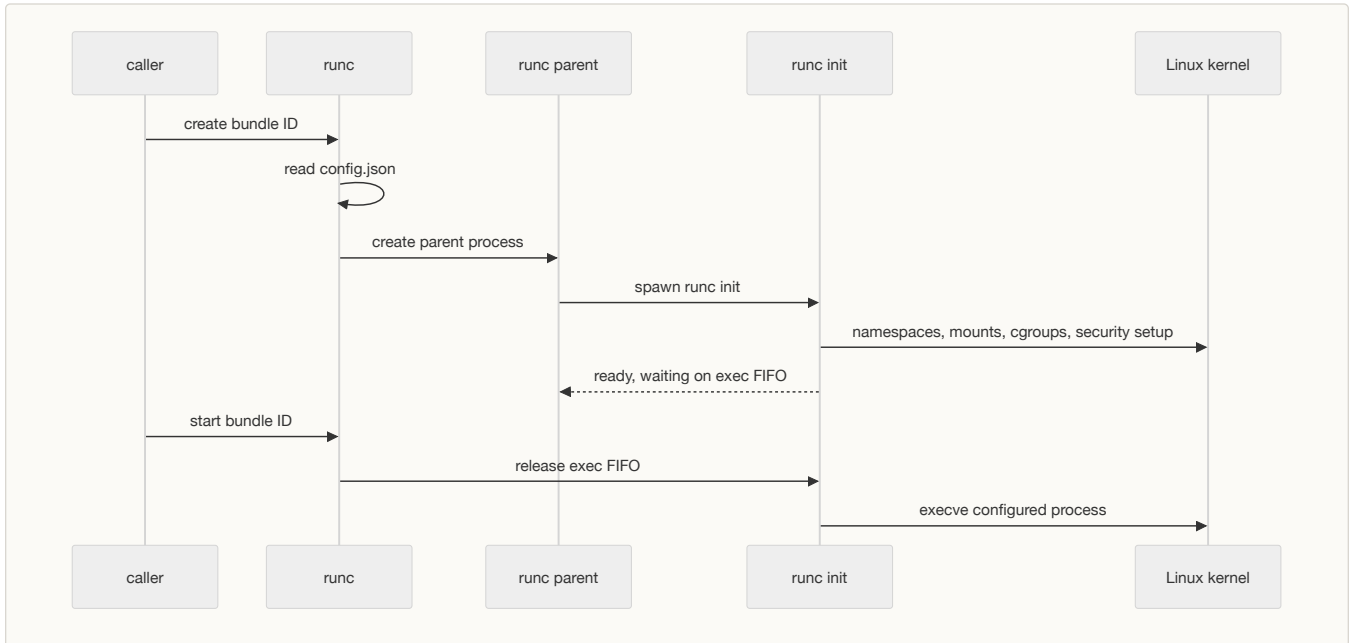 caller
runc
runc parent
runc init
Linux kernel
create bundle ID
read config.json
create parent process
spawn runc init
namespaces, mounts, cgroups, security setup
ready, waiting on exec FIFO
start bundle ID
release exec FIFO
execve configured process
caller
runc
runc parent
runc init
Linux kernel